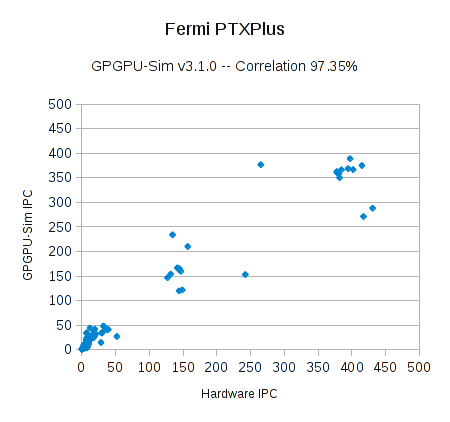 Fermi PTXPlus
GPGPU-Sim v3.1.0 -- Correlation 97.35%
500
450
400
350
300
250
200
150
100
50
0
GPGPU-Sim IPC
0 50 100 150 200 250 300 350 400 450 500
Hardware IPC